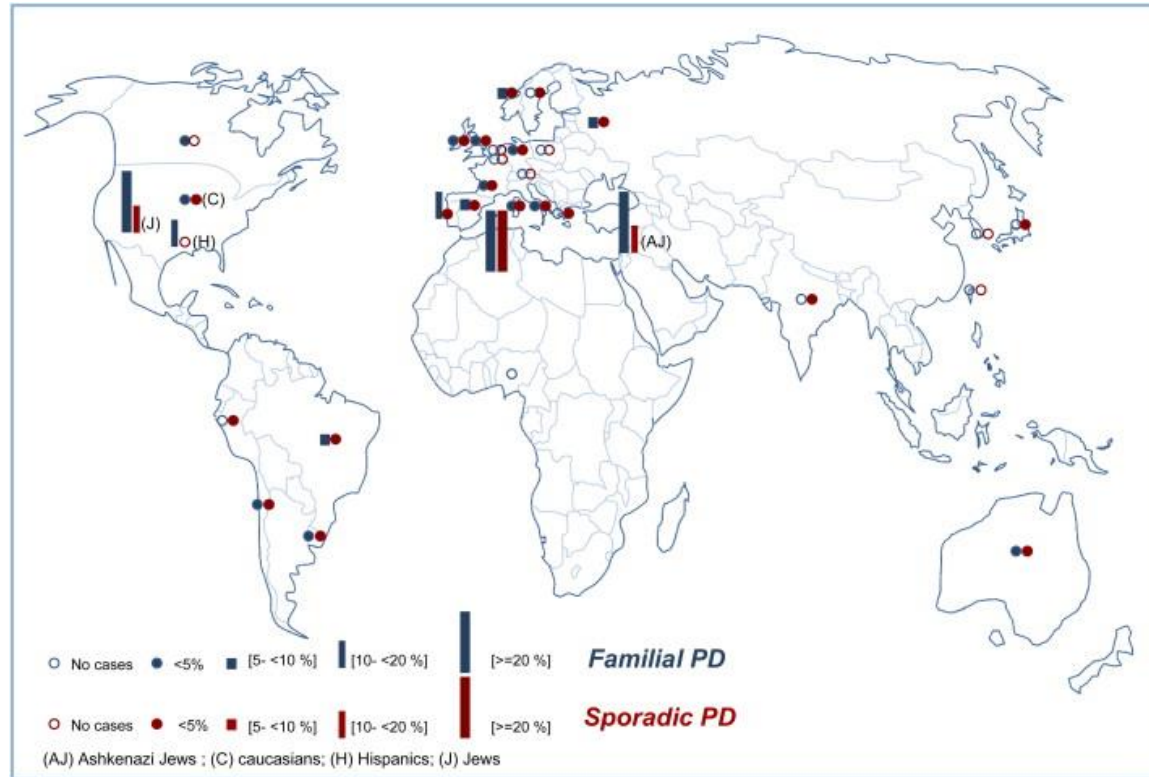 (C)
(J)
(H)
(AJ)
No cases <5% [5- <10 %] [10- <20 %] [>=20 %] Familial PD
No cases <5% [5- <10 %] [10- <20 %] [>=20 %] Sporadic PD
(AJ) Ashkenazi Jews ; (C) caucasians; (H) Hispanics; (J) Jews